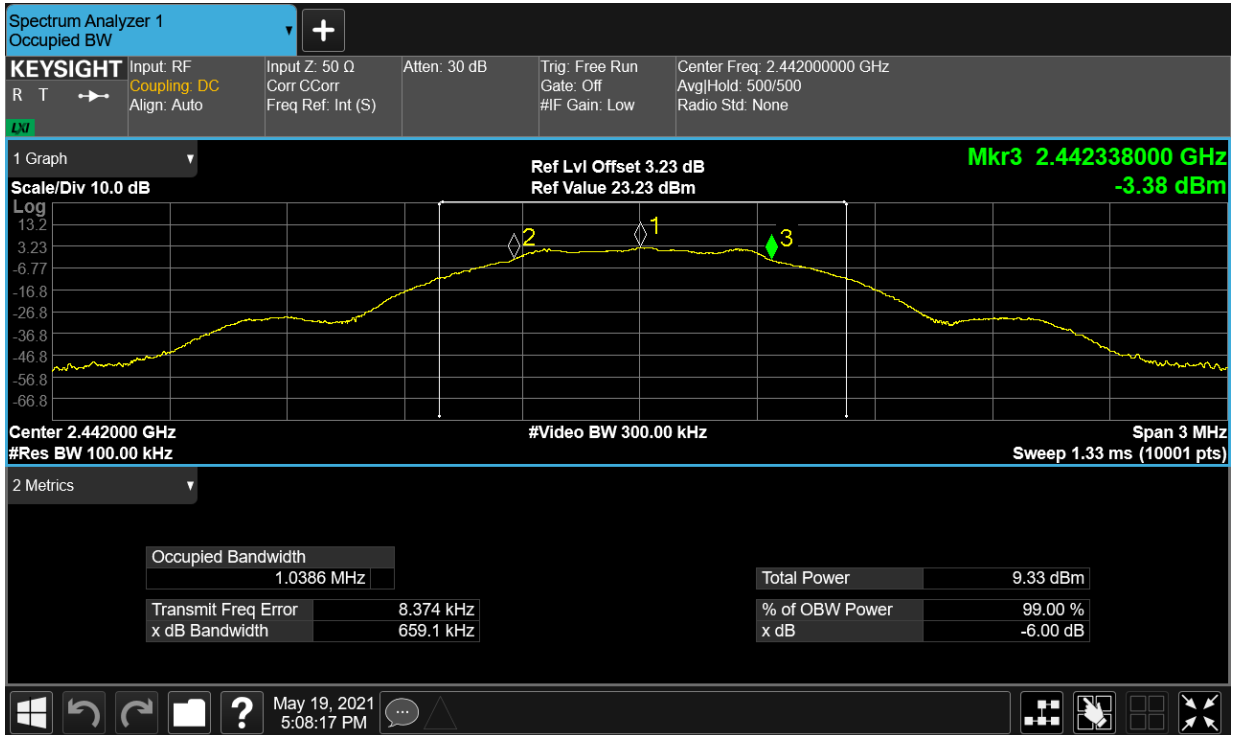 Spectrum Analyzer 1
Occupied BW
KEYSIGHT
R T
LXI
Input: RF
Coupling: DC
Align: Auto
Input Z: 50 Ω
Corr CCorr
Freq Ref: Int (S)
Atten: 30 dB
Trig: Free Run
Gate: Off
#IF Gain: Low
Center Freq: 2.442000000 GHz
Avg|Hold: 500/500
Radio Std: None
1 Graph
Scale/Div 10.0 dB
Ref Lvl Offset 3.23 dB
Ref Value 23.23 dBm
Mkr3 2.442338000 GHz
-3.38 dBm
Log
13.2
3.23
-6.77
-16.8
-26.8
-36.8
-46.8
-56.8
-66.8
2
1
3
Center 2.442000 GHz
#Res BW 100.00 kHz
#Video BW 300.00 kHz
Span 3 MHz
Sweep 1.33 ms (10001 pts)
2 Metrics
Occupied Bandwidth
1.0386 MHz
Transmit Freq Error 8.374 kHz
x dB Bandwidth 659.1 kHz
Total Power 9.33 dBm
% of OBW Power 99.00 %
x dB -6.00 dB
?
May 19, 2021
5:08:17 PM